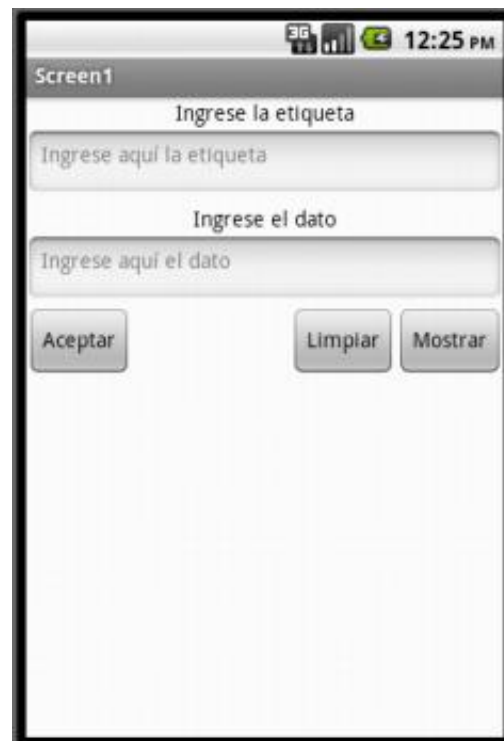 3G 12:25 PM
Screen1
Ingrese la etiqueta
Ingrese aquí la etiqueta
Ingrese el dato
Ingrese aquí el dato
Aceptar Limpiar Mostrar